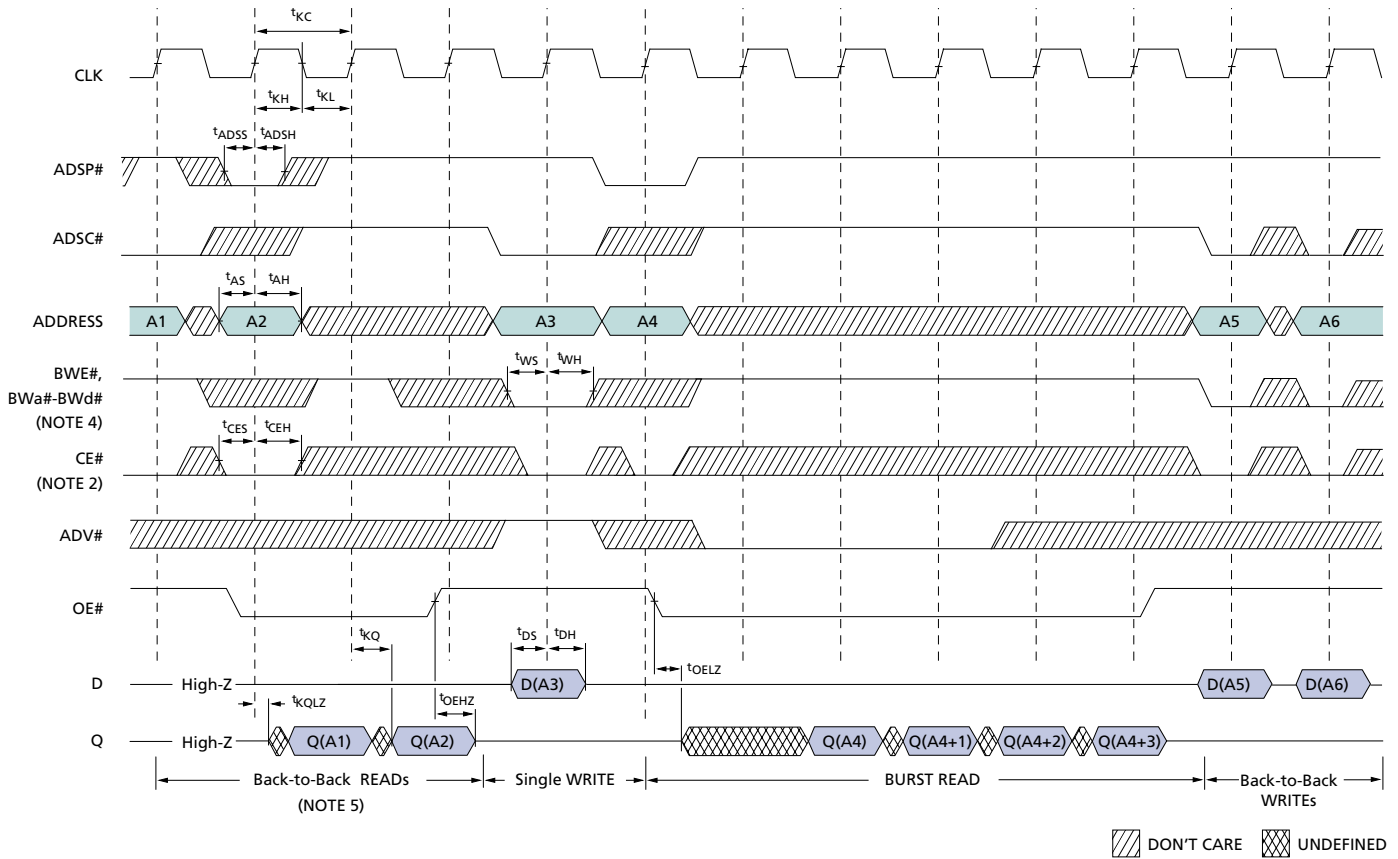 tKC
CLK
tKH
tKL
tADSS
tADSH
ADSP#
ADSC#
tAS
tAH
ADDRESS
A1
A2
A3
A4
A5
A6
BWE#,
BWa#-BWd#
(NOTE 4)
tWS
tWH
tCES
tCEH
CE#
(NOTE 2)
ADV#
OE#
tKQ
tDS
tDH
tOELZ
D
High-Z
D(A3)
D(A5)
D(A6)
tKQLZ
tOEHZ
Q
High-Z
Q(A1)
Q(A2)
Q(A4)
Q(A4+1)
Q(A4+2)
Q(A4+3)
Back-to-Back READs
(NOTE 5)
Single WRITE
BURST READ
Back-to-Back
WRITEs
DON'T CARE
UNDEFINED